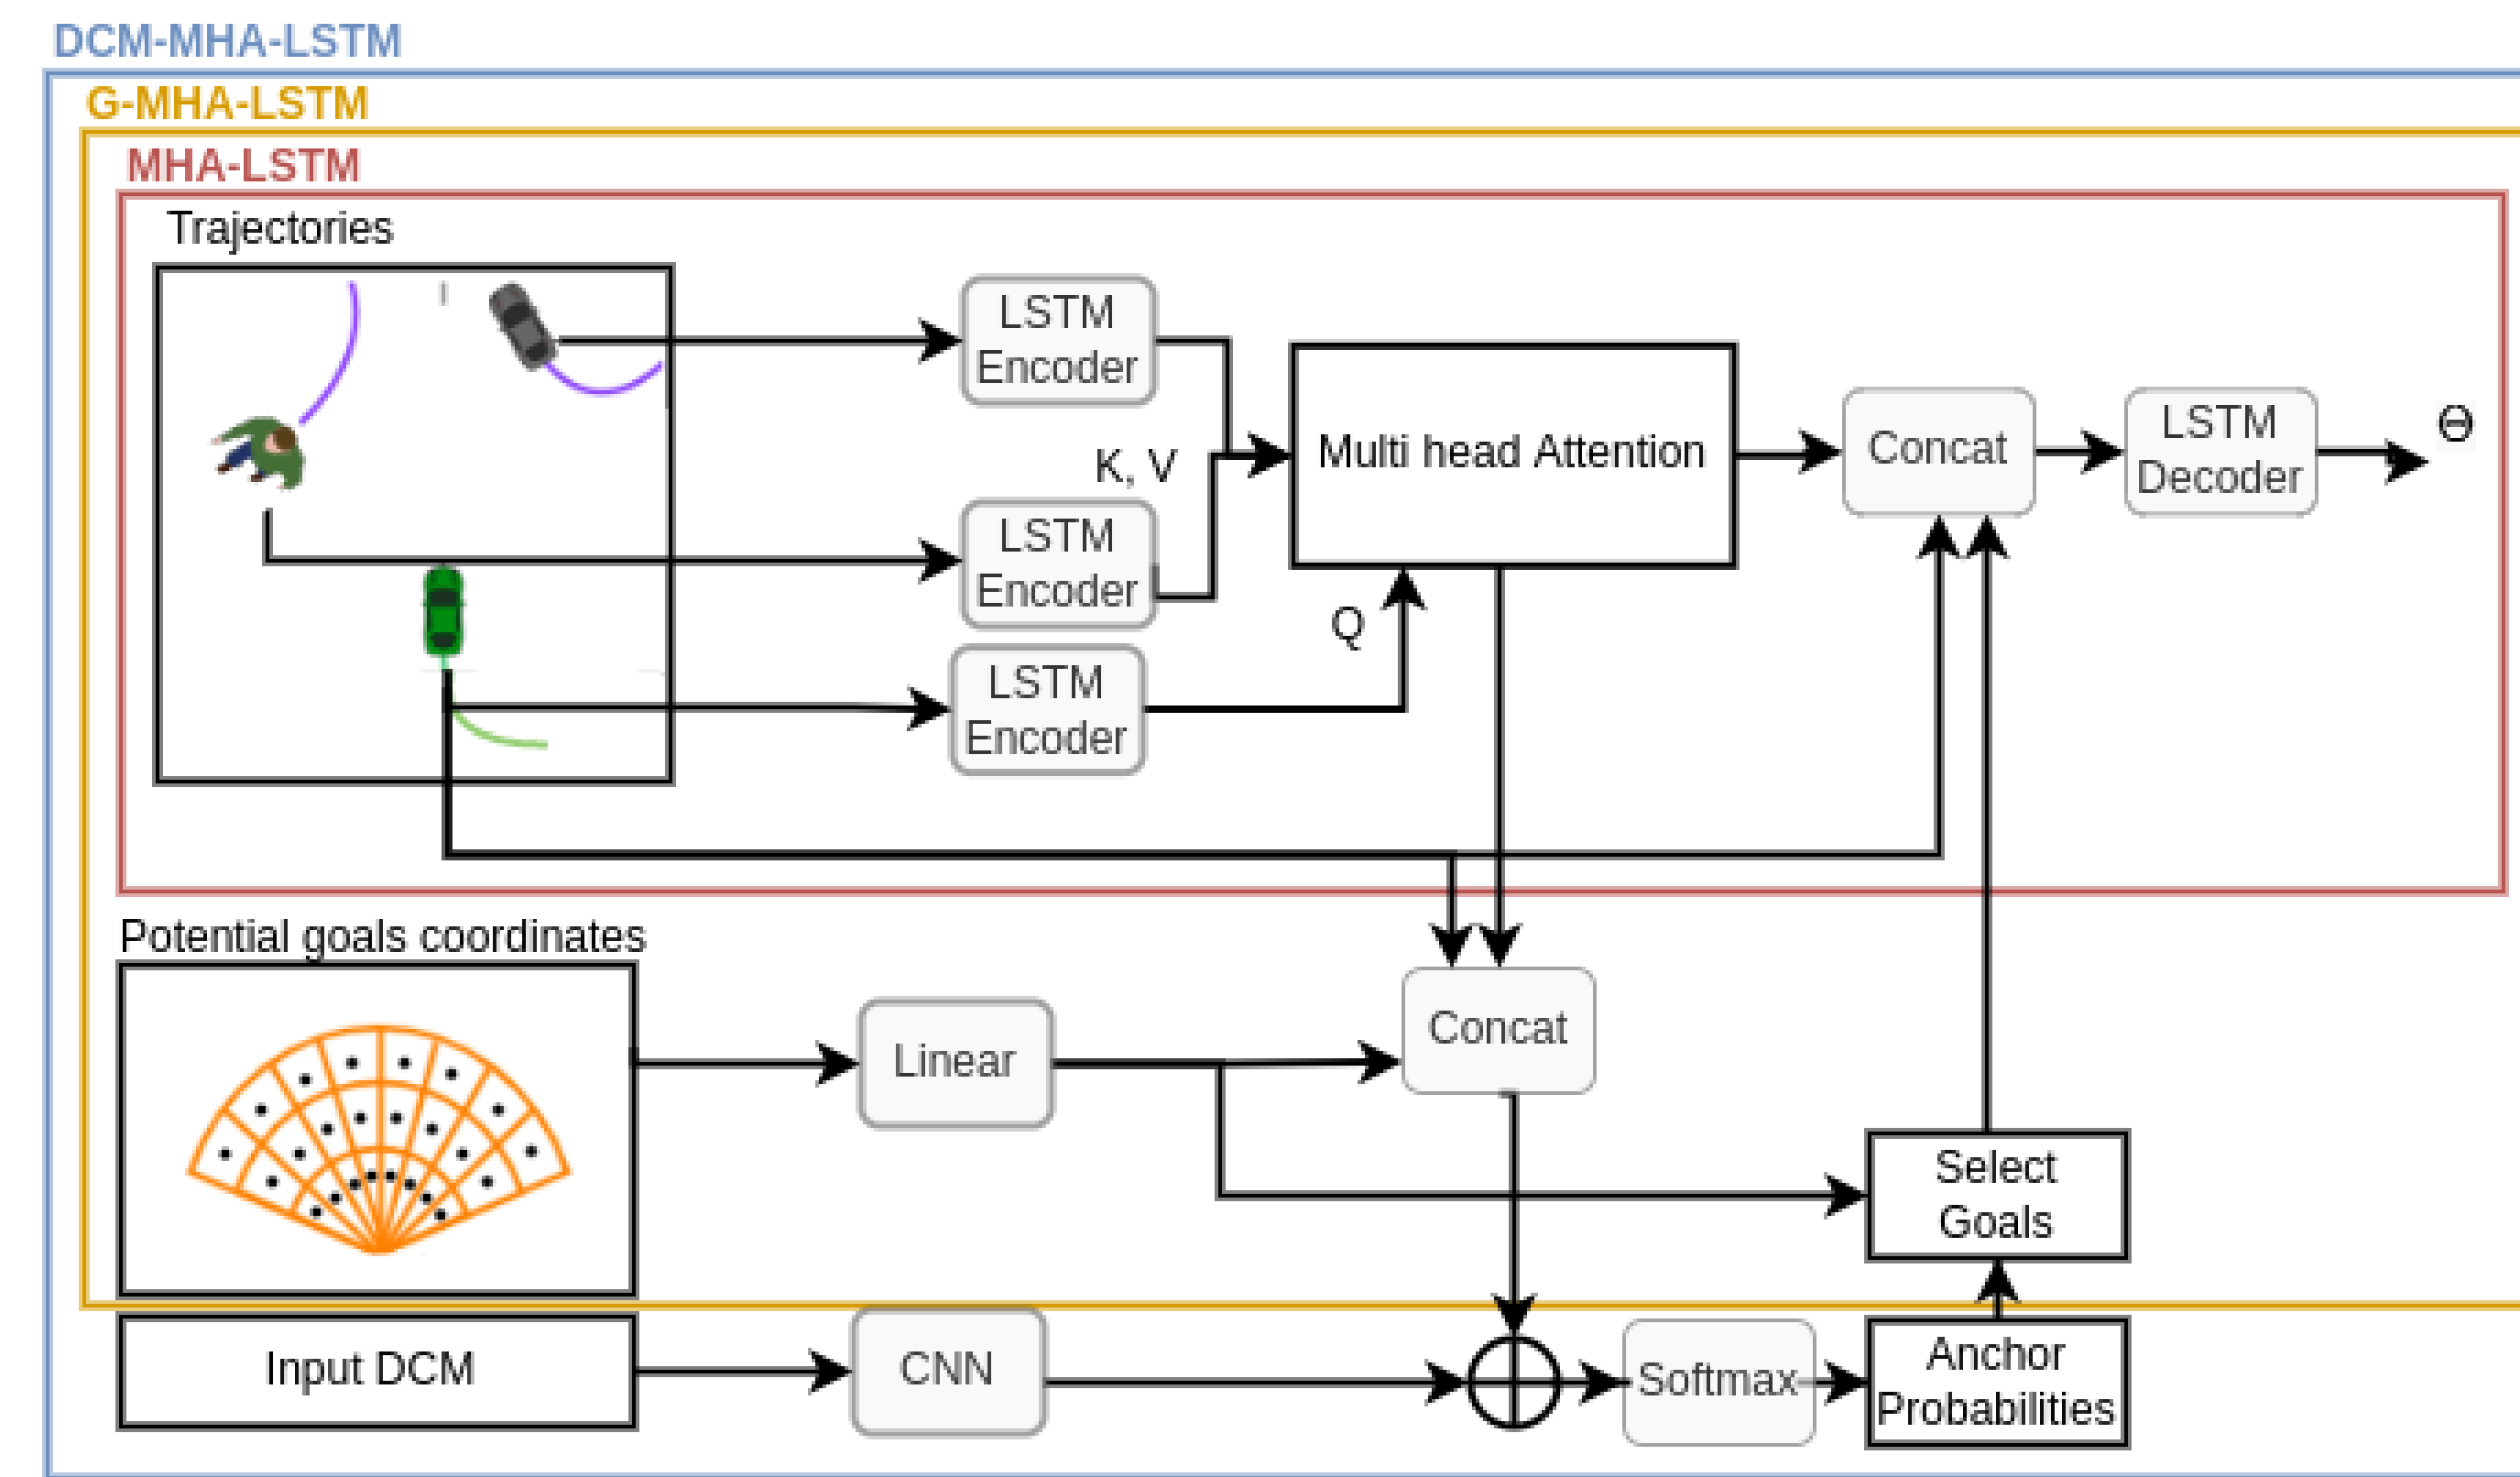 DCM-MHA-LSTM
G-MHA-LSTM
MHA-LSTM
Trajectories
LSTM
Encoder
K, V
LSTM
Encoder
Q
LSTM
Encoder
Multi head Attention
Concat
LSTM
Decoder
Θ
Potential goals coordinates
Linear
Concat
Select
Goals
Input DCM
CNN
Softmax
Anchor
Probabilities